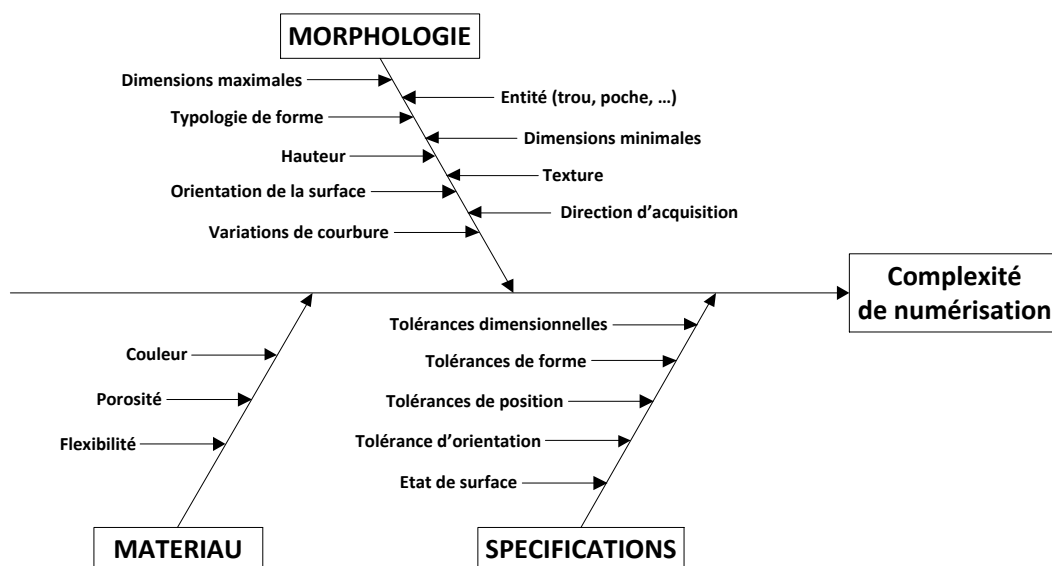 MORPHOLOGIE
Dimensions maximales
Entité (trou, poche, ...)
Typologie de forme
Dimensions minimales
Hauteur
Texture
Orientation de la surface
Direction d'acquisition
Variations de courbure
Complexité
de numérisation
Tolérances dimensionnelles
Couleur
Tolérances de forme
Porosité
Tolérances de position
Flexibilité
Tolérance d'orientation
Etat de surface
MATERIAU
SPECIFICATIONS